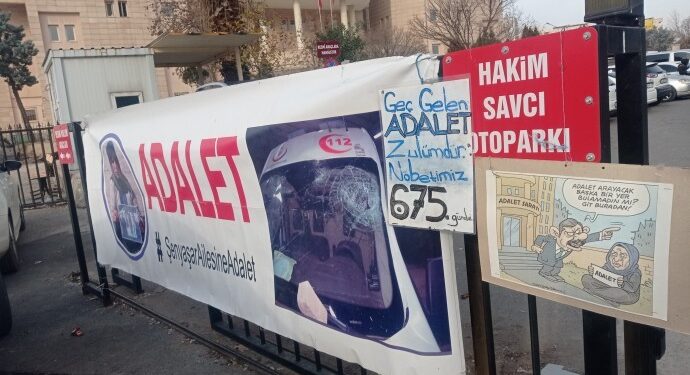 ADALET
#ŞenyaşarAilesineAdalet
112
Geç Gelen
ADALET
Zulümdür.
Nöbetimiz
675.gününde
HAKİM
SAVCI
OTOPARKI
ADALET ARAYACAK
BAŞKA BİR YER
BULAMADIN MI?
GİT BURADAN!
ADALET SARAYI
ADALET